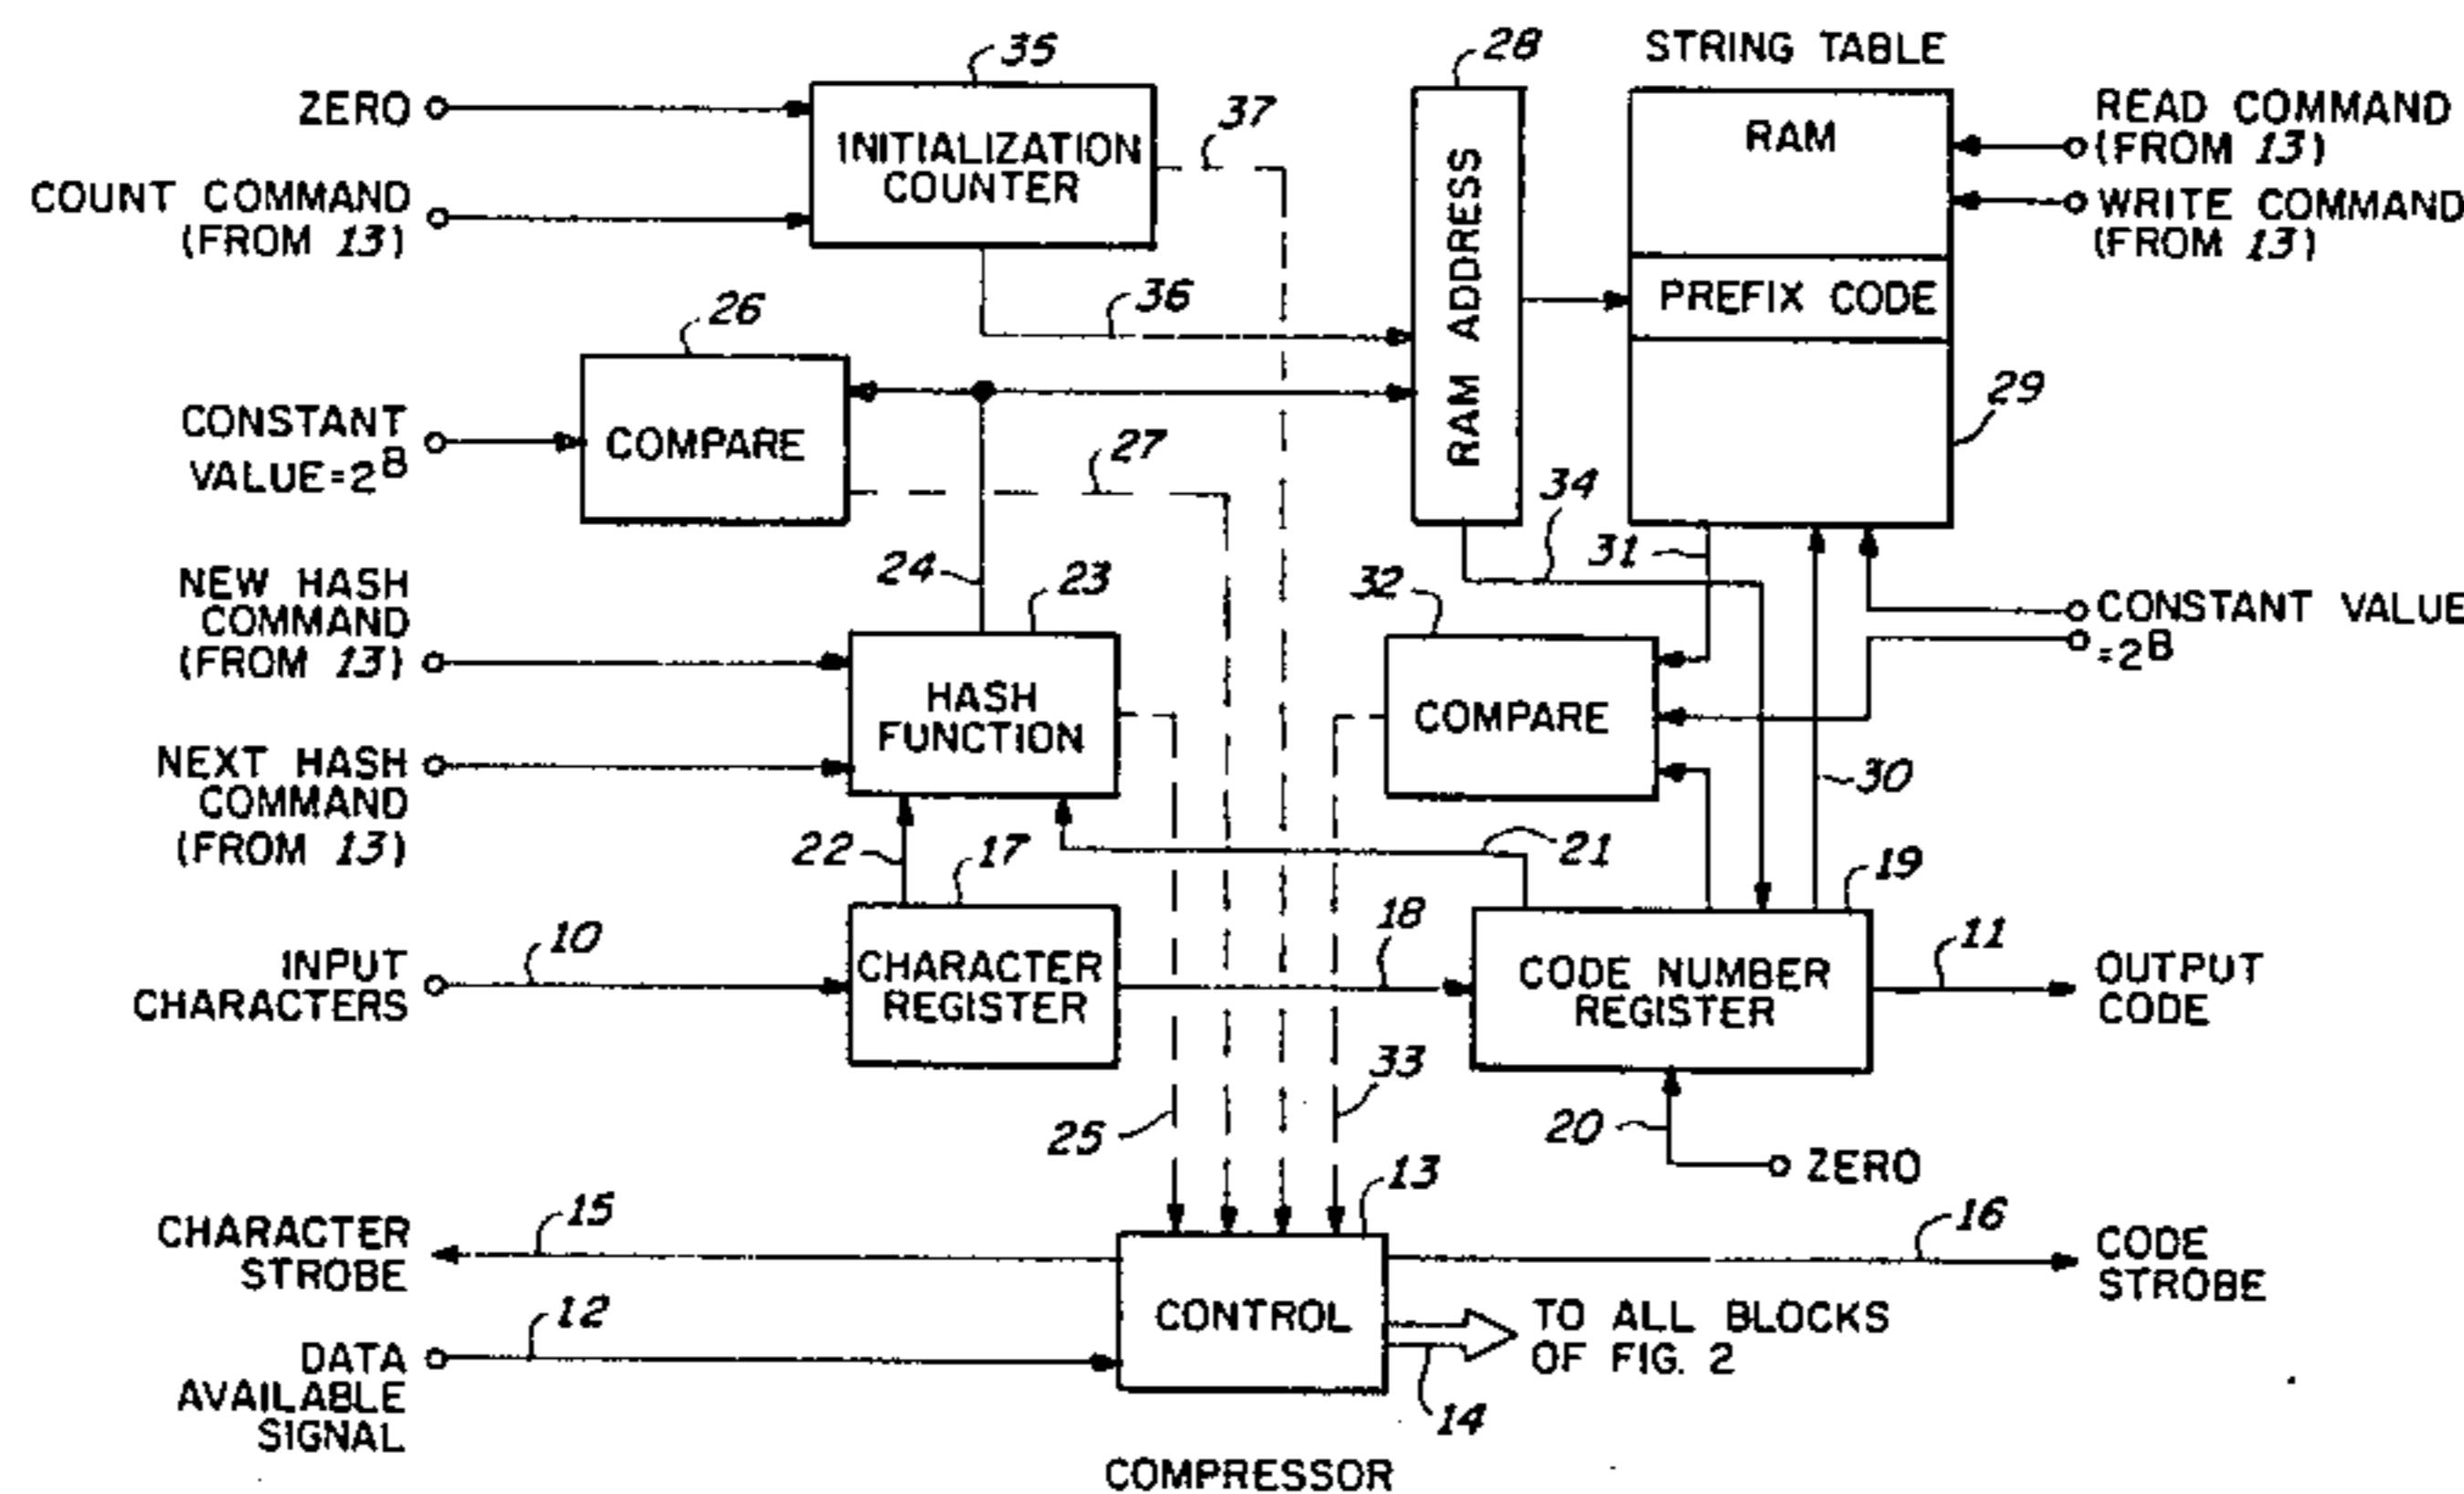 35
28
STRING TABLE
ZERO
INITIALIZATION
COUNTER
37
RAM
READ COMMAND
(FROM 13)
COUNT COMMAND
(FROM 13)
WRITE COMMAND
(FROM 13)
RAM ADDRESS
36
PREFIX CODE
26
29
CONSTANT
VALUE=2^B
COMPARE
27
34
31
24
23
32
NEW HASH
COMMAND
(FROM 13)
CONSTANT VALUE
=2^B
HASH
FUNCTION
COMPARE
NEXT HASH
COMMAND
(FROM 13)
30
22
17
21
19
10
18
11
INPUT
CHARACTERS
CHARACTER
REGISTER
CODE NUMBER
REGISTER
OUTPUT
CODE
33
25
20
ZERO
13
15
16
CHARACTER
STROBE
CODE
STROBE
12
CONTROL
TO ALL BLOCKS
OF FIG. 2
DATA
AVAILABLE
SIGNAL
14
COMPRESSOR